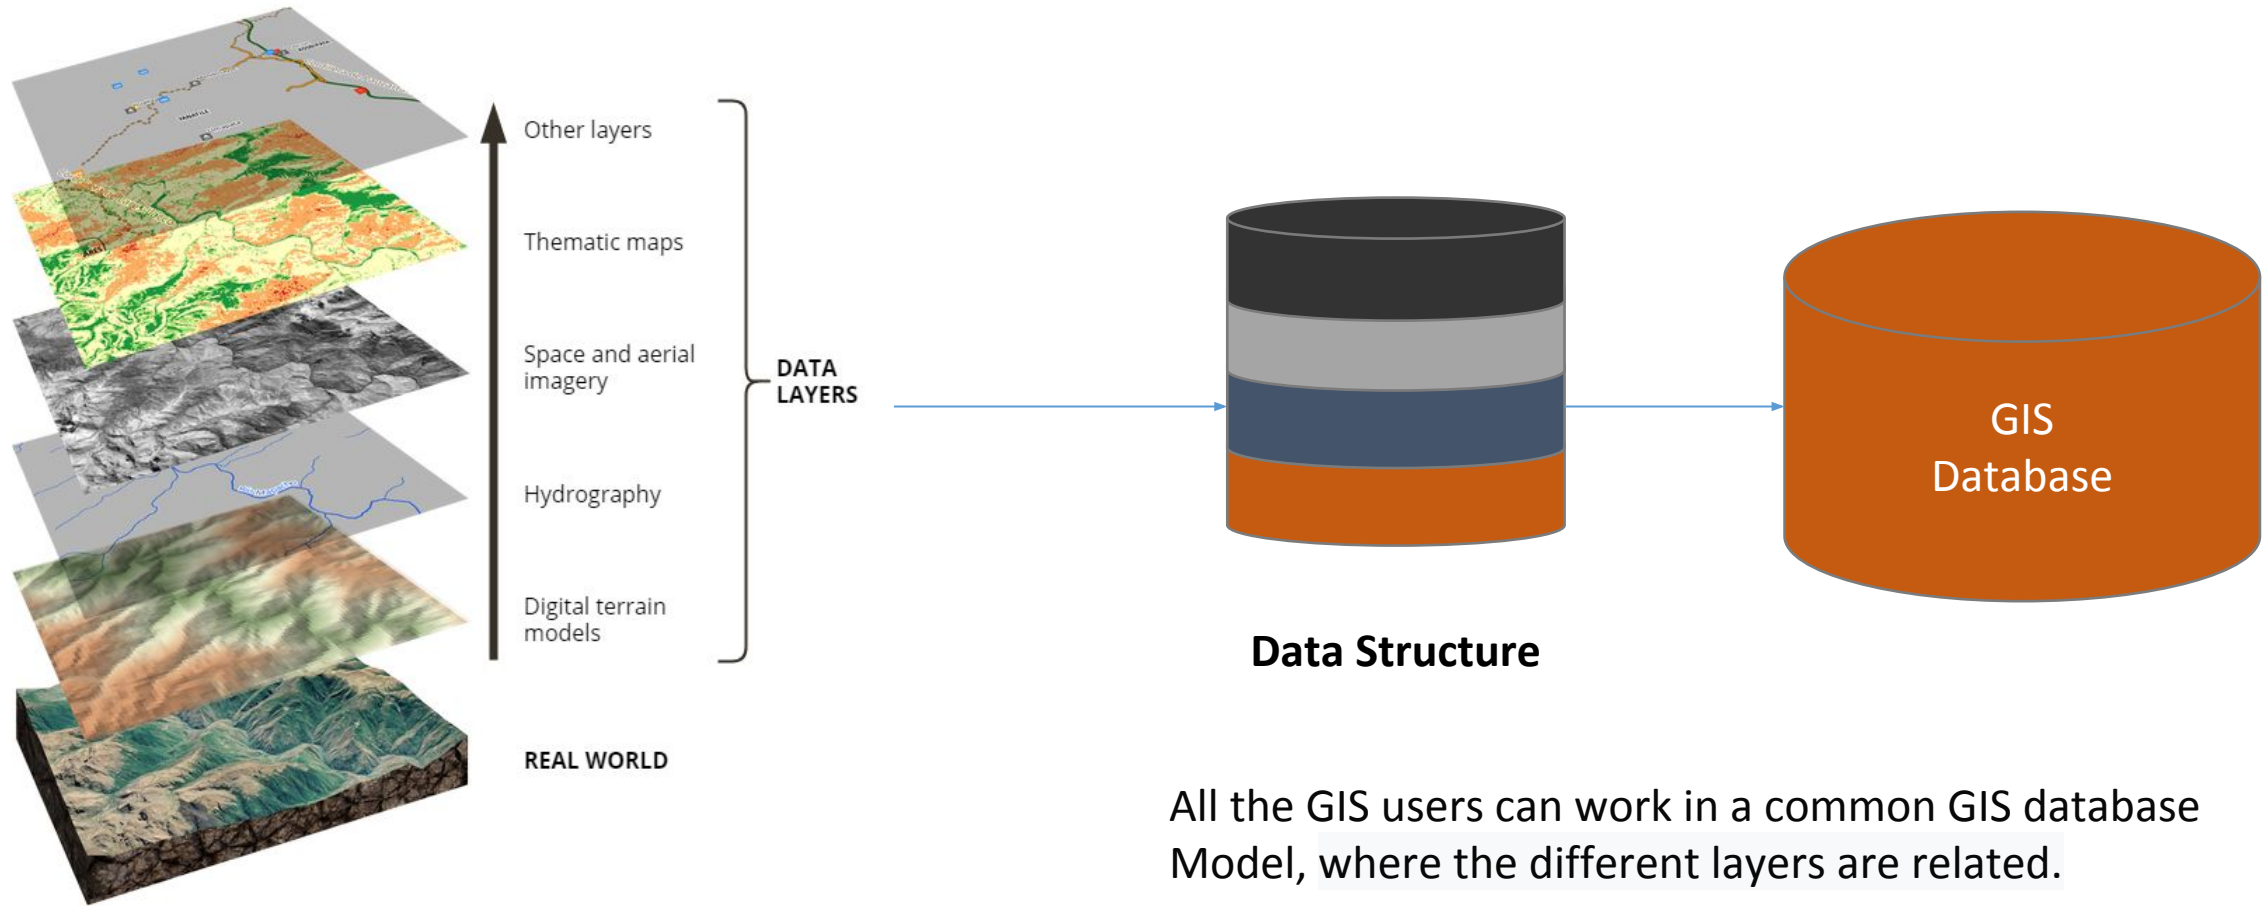 Other layers
Thematic maps
Space and aerial
imagery
Hydrography
Digital terrain
models
DATA
LAYERS
REAL WORLD
GIS
Database
Data Structure
All the GIS users can work in a common GIS database
Model, where the different layers are related.